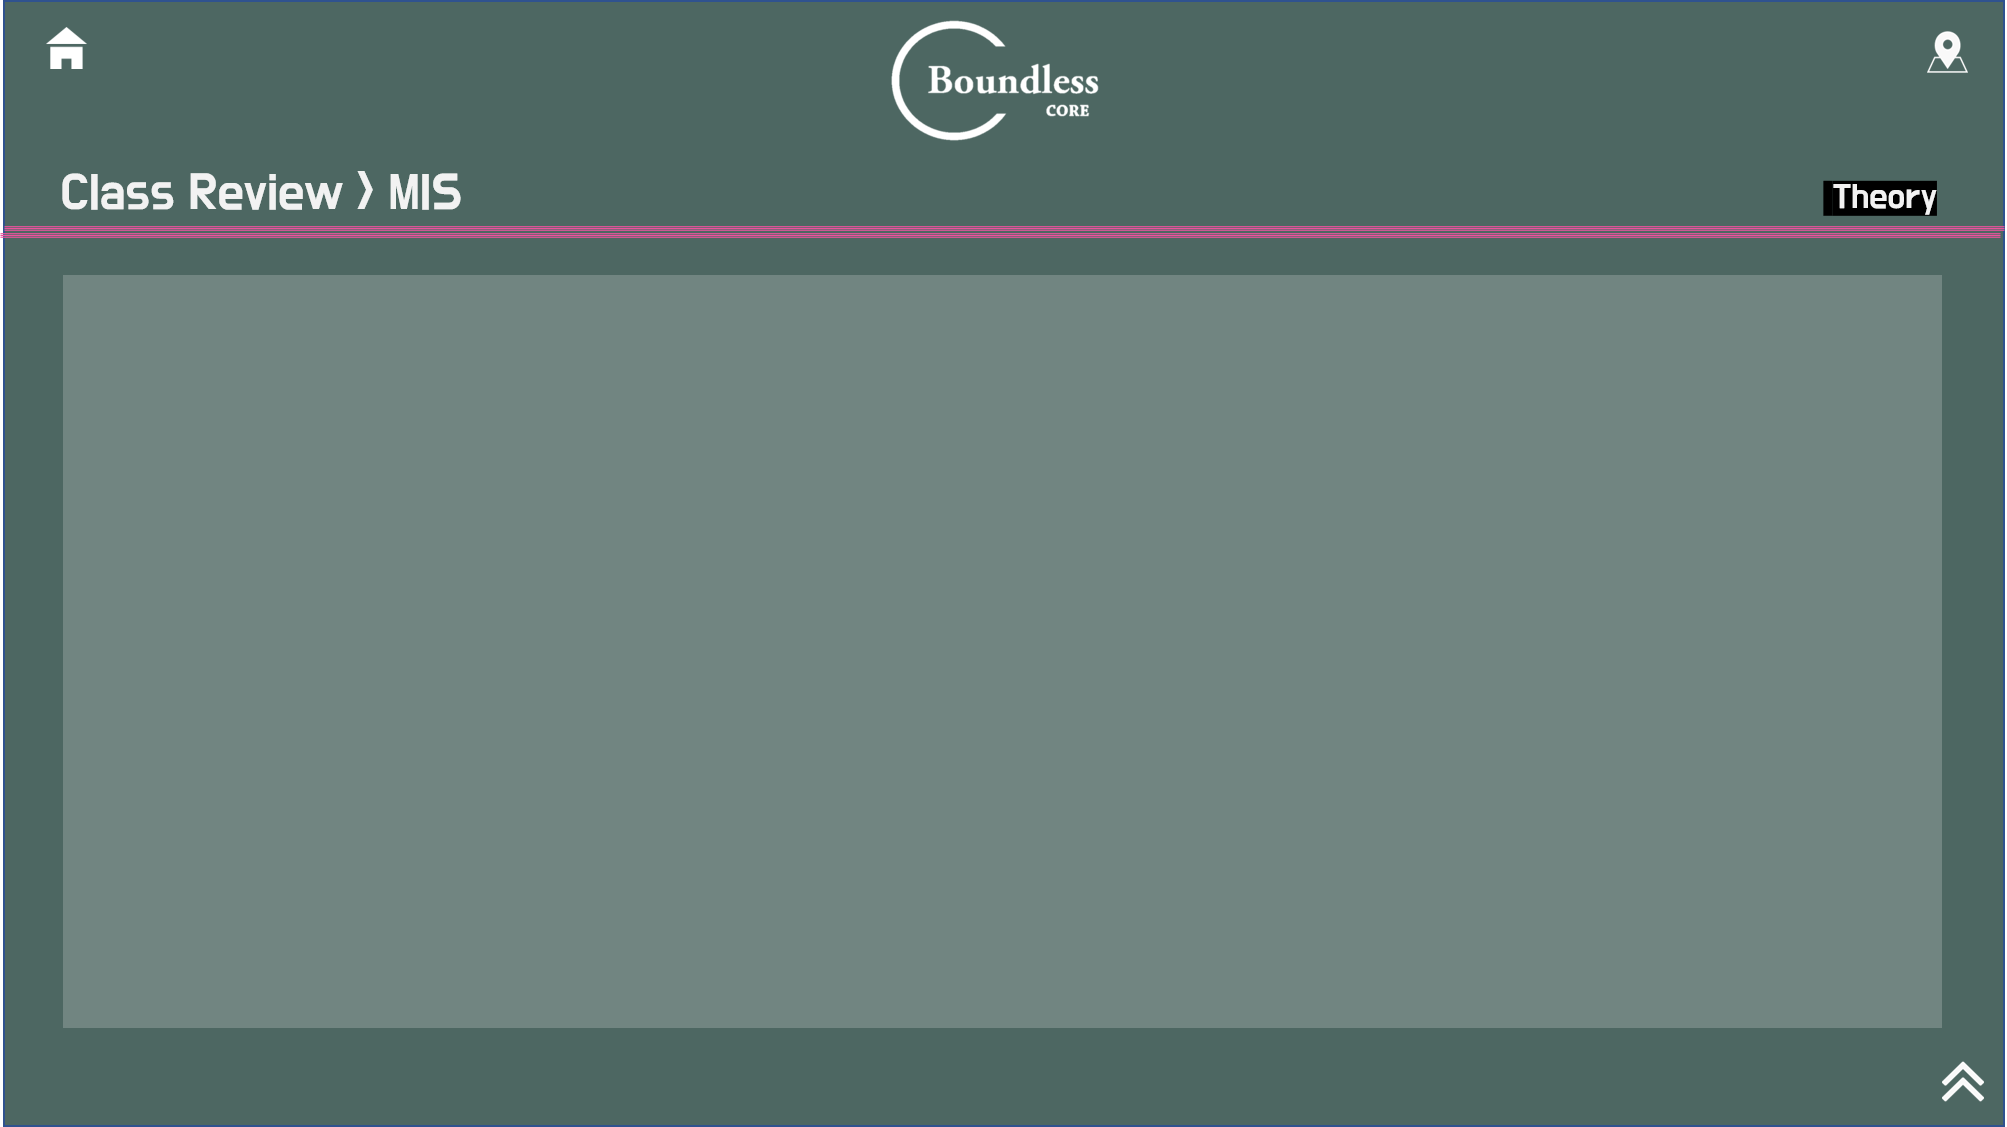 Boundless
CORE
Class Review > MIS
Theory